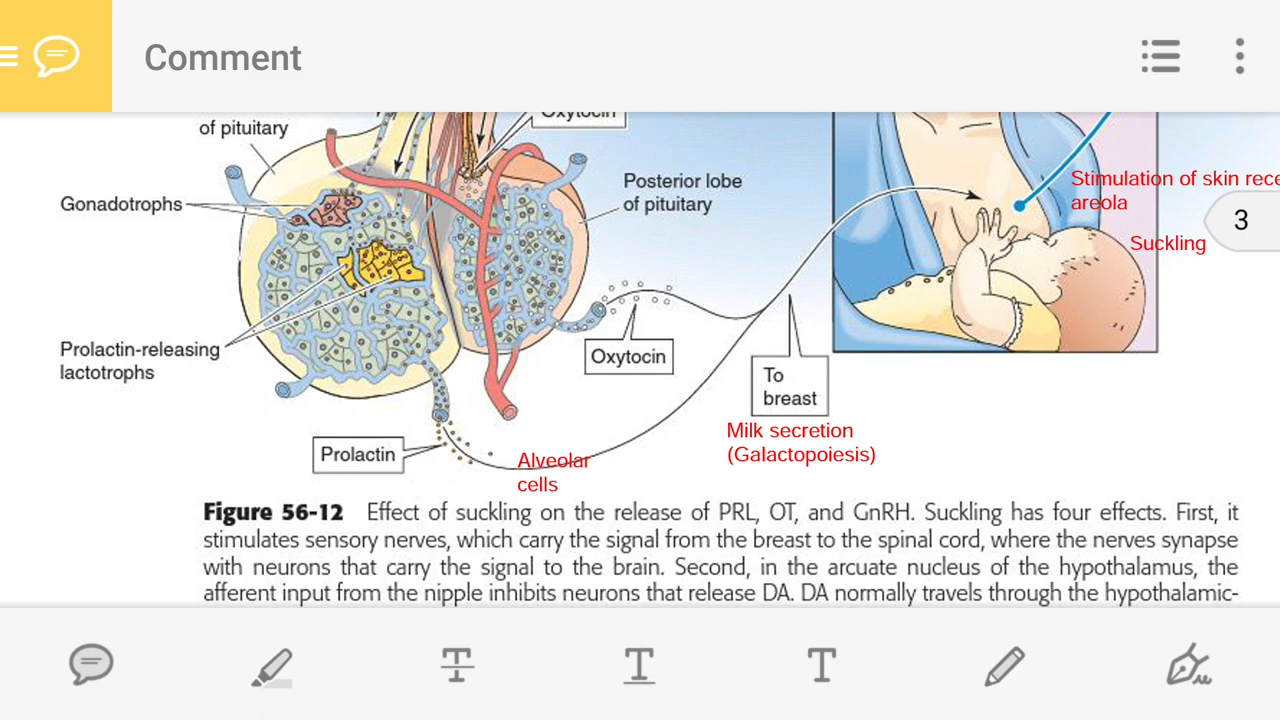 Comment
Oxytocin
of pituitary
Gonadotrophs
Posterior lobe
of pituitary
Stimulation of skin rece
areola
3
Suckling
Prolactin-releasing
lactotrophs
Oxytocin
To
breast
Milk secretion
(Galactopoiesis)
Prolactin
Alveolar
cells
Figure 56-12 Effect of suckling on the release of PRL, OT, and GnRH. Suckling has four effects. First, it
stimulates sensory nerves, which carry the signal from the breast to the spinal cord, where the nerves synapse
with neurons that carry the signal to the brain. Second, in the arcuate nucleus of the hypothalamus, the
afferent input from the nipple inhibits neurons that release DA. DA normally travels through the hypothalamic-